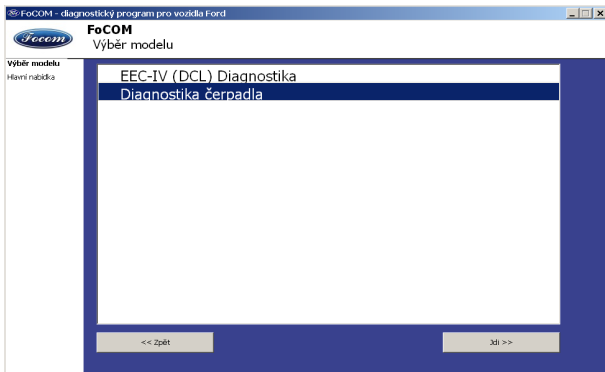 FoCOM - diagnostický program pro vozidla Ford
Focom
FoCOM
Výběr modelu
Výběr modelu
Hlavní nabídka
EEC-IV (DCL) Diagnostika
Diagnostika čerpadla
<< Zpět
Jdi >>